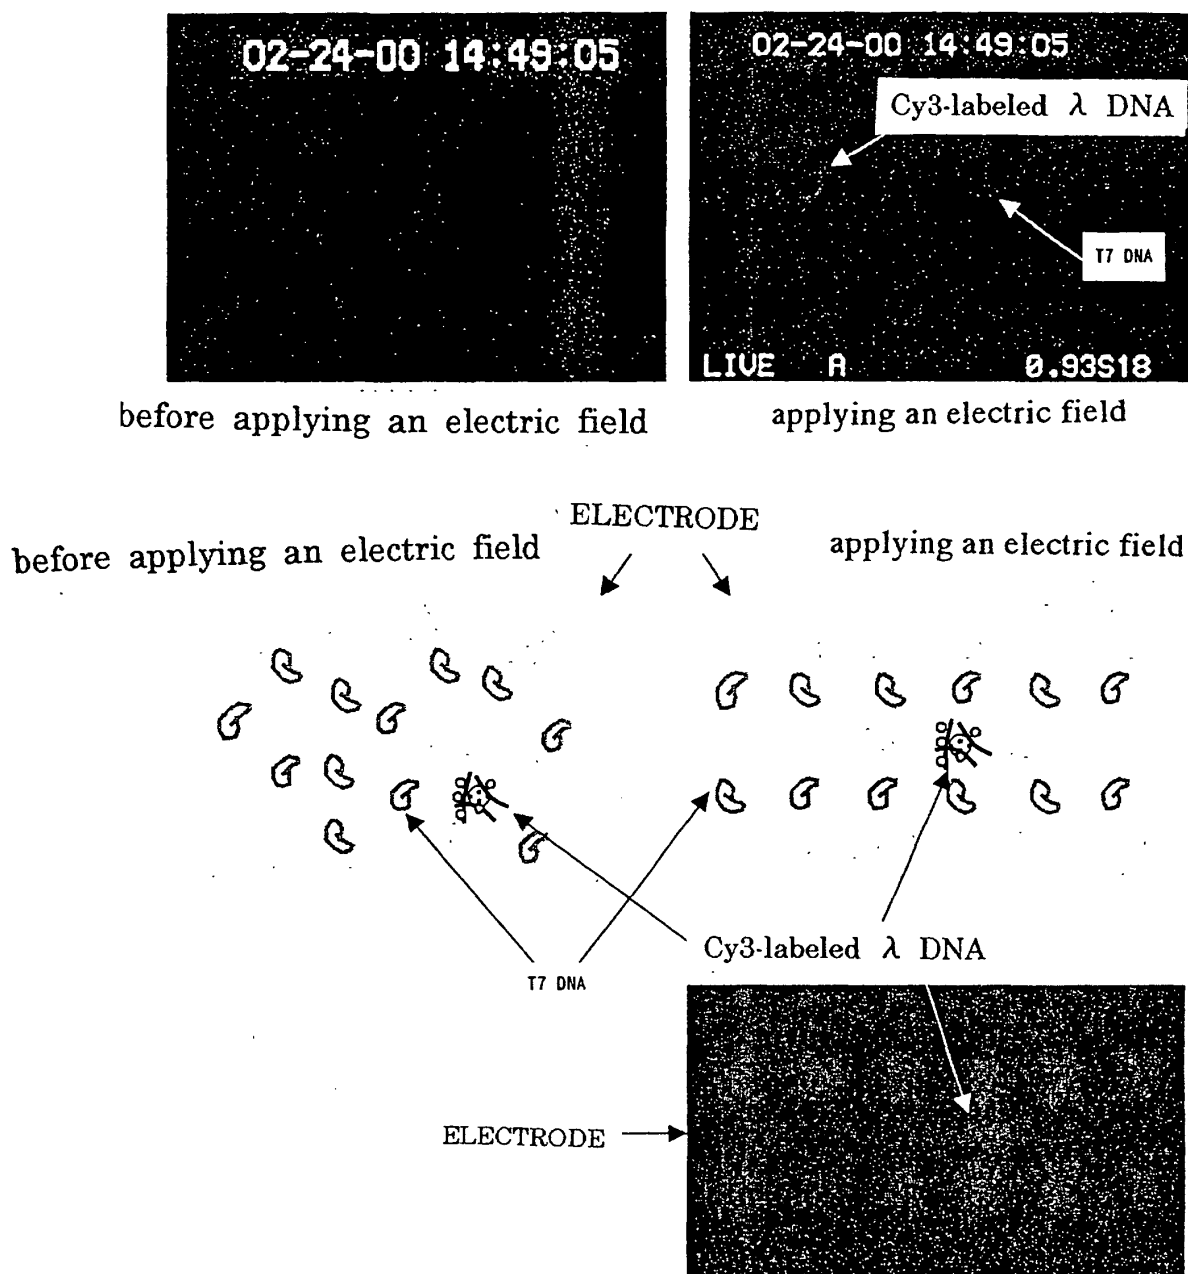 02-24-00 14:49:05
02-24-00 14:49:05
Cy3-labeled λ DNA
T7 DNA
LIVE A 0.93S18
before applying an electric field
applying an electric field
ELECTRODE
before applying an electric field
applying an electric field
Cy3-labeled λ DNA
T7 DNA
ELECTRODE